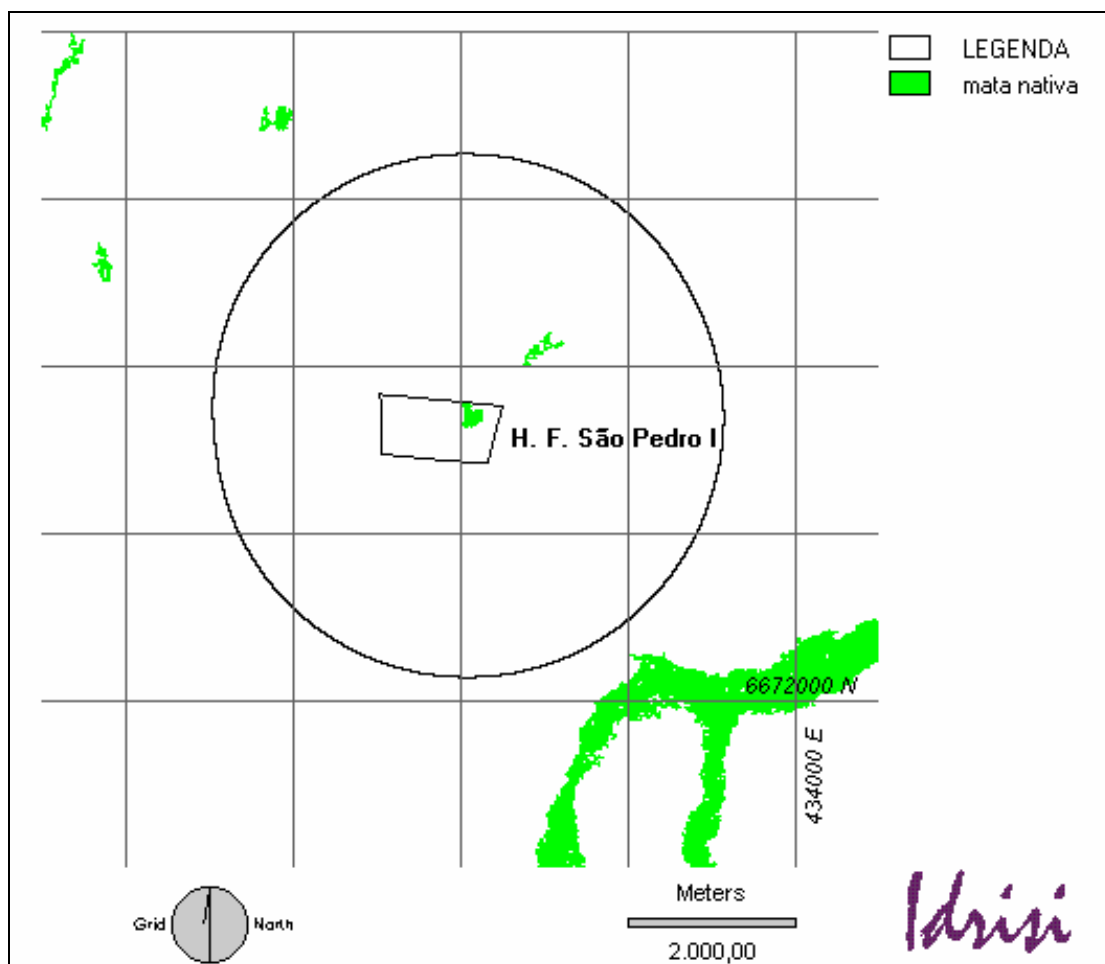 LEGENDA
mata nativa
H. F. São Pedro I
6672000 N
434000 E
Grid North
Meters
2.000,00
Idrisi